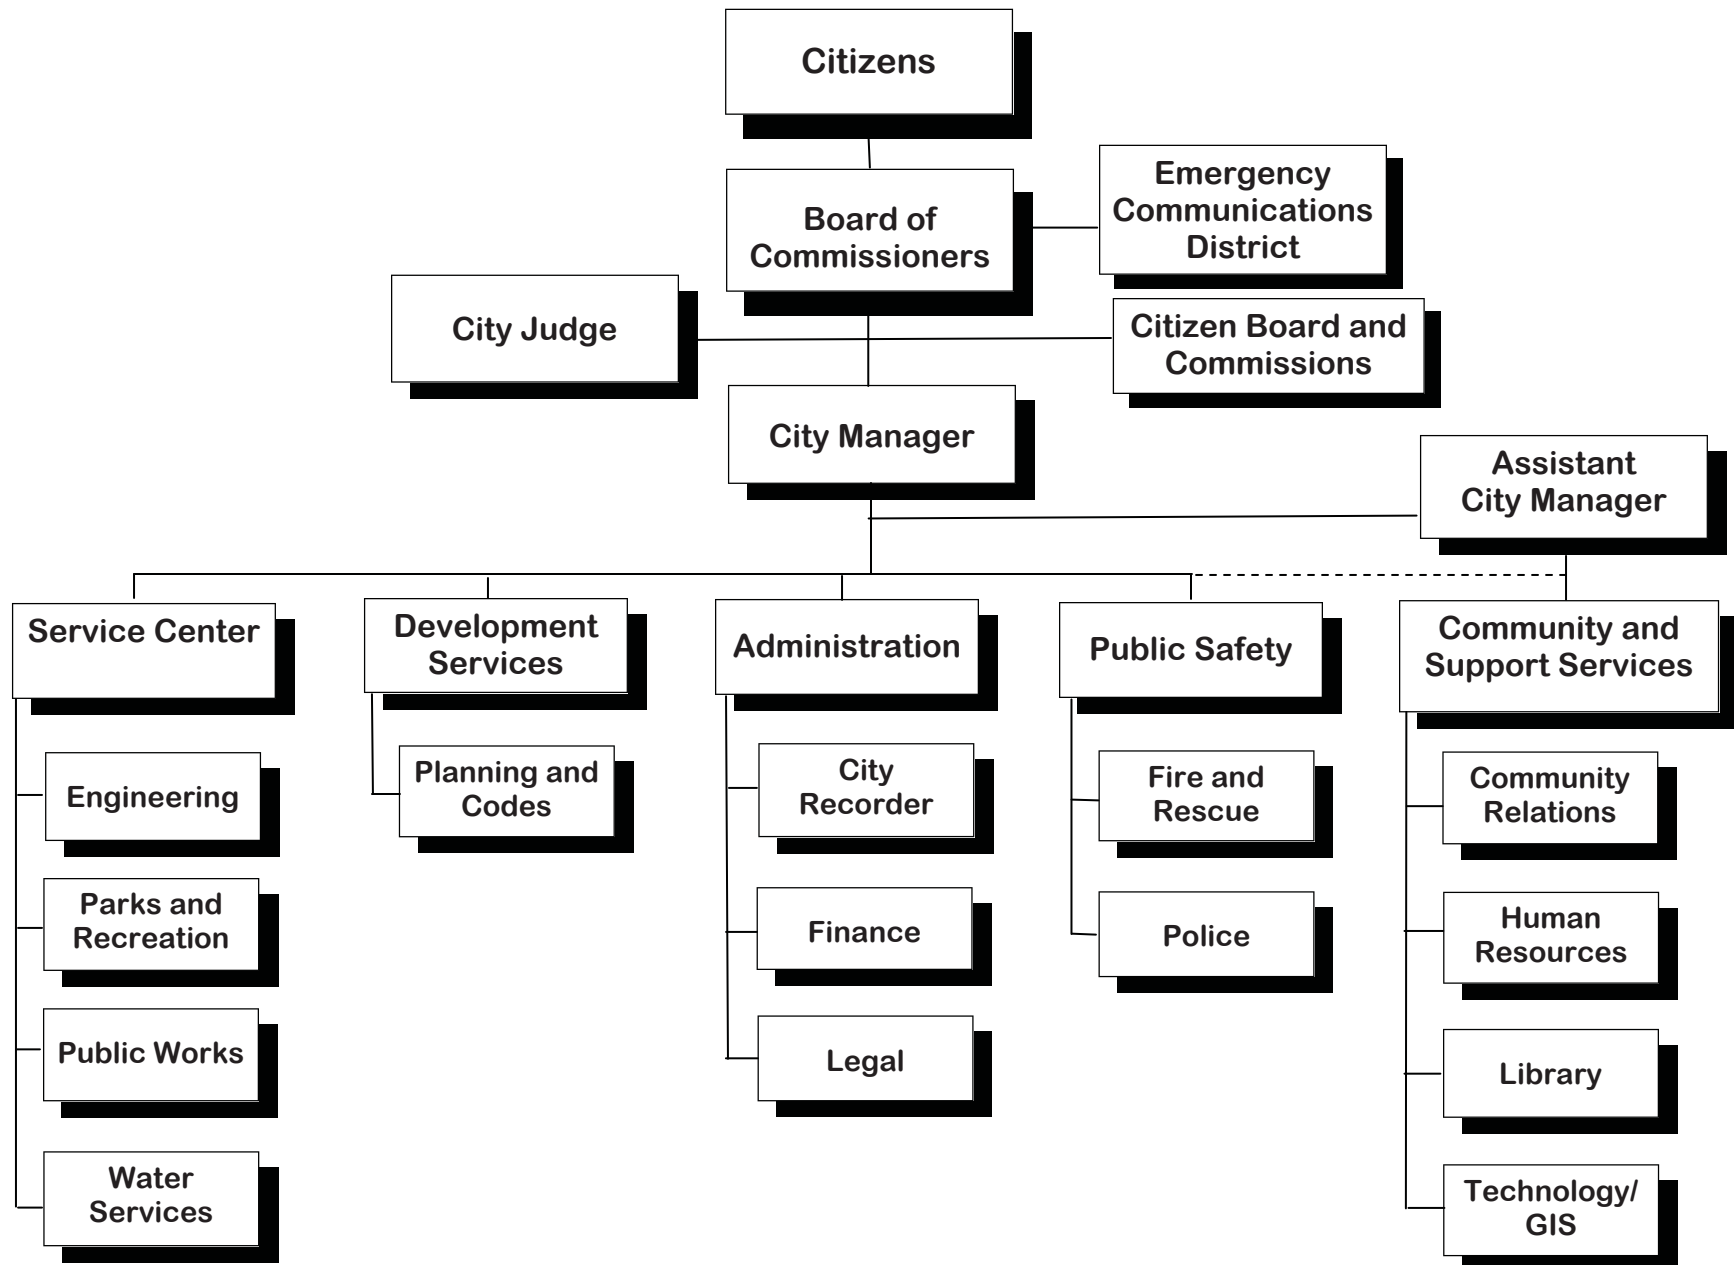 Citizens
Board of
Commissioners
Emergency
Communications
District
City Judge
Citizen Board and
Commissions
City Manager
Assistant
City Manager
Service Center
Development
Services
Administration
Public Safety
Community and
Support Services
Engineering
Parks and
Recreation
Public Works
Water
Services
Planning and
Codes
City
Recorder
Finance
Legal
Fire and
Rescue
Police
Community
Relations
Human
Resources
Library
Technology/
GIS